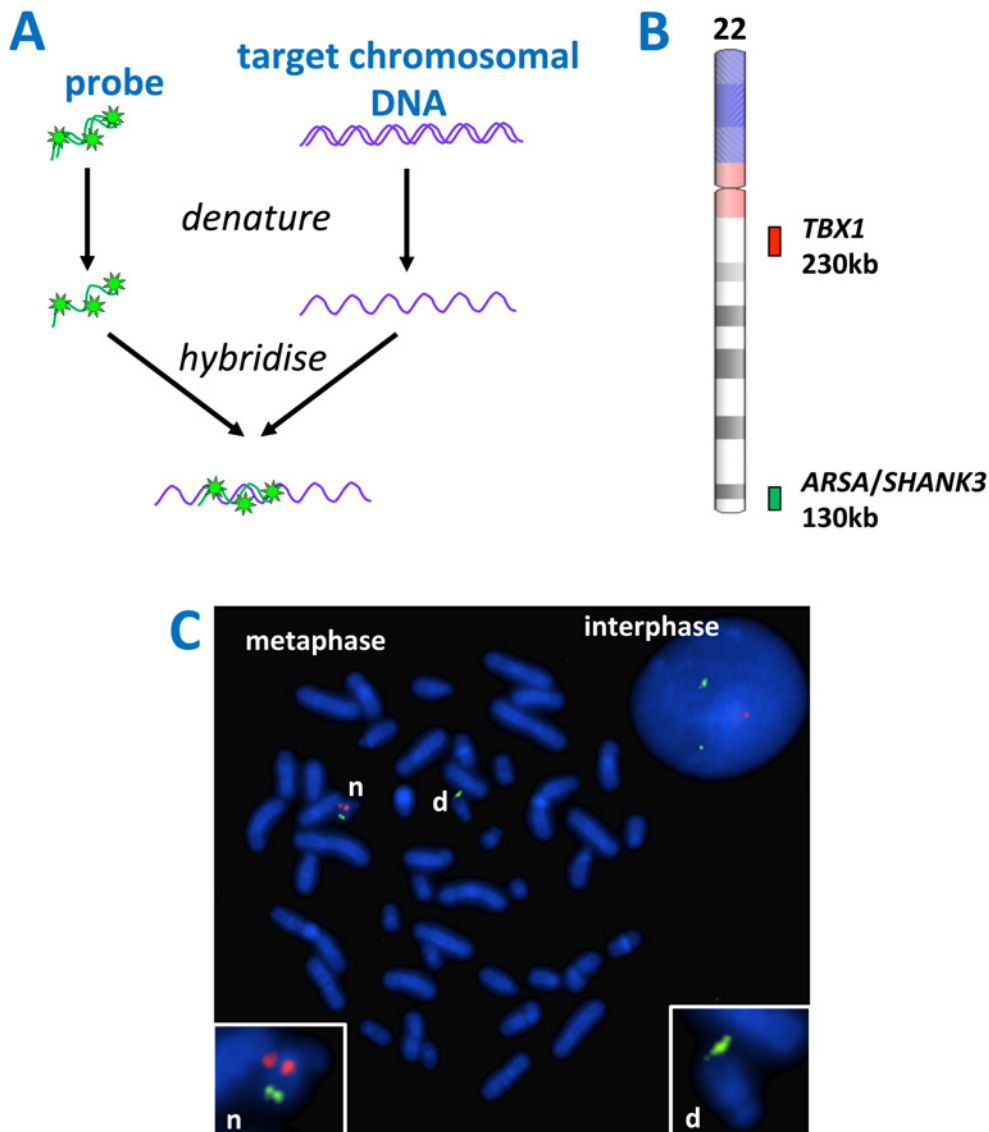 A
probe
target chromosomal
DNA
denature
hybridise
B
22
TBX1
230kb
ARSA/SHANK3
130kb
C
metaphase
interphase
n
d
n
d